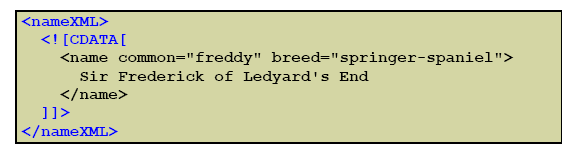 <nameXML>
  <![CDATA[
    <name common="freddy" breed="springer-spaniel">
      Sir Frederick of Ledyard's End
    </name>
  ]]>
</nameXML>